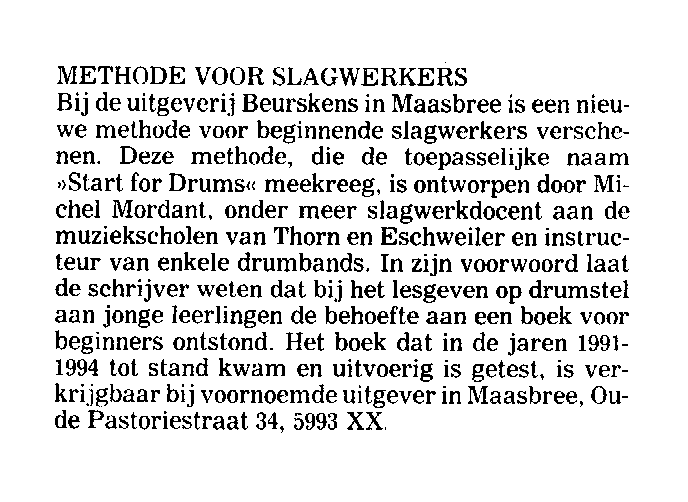 METHODE VOOR SLAGWERKERS
Bij de uitgeverij Beurskens in Maasbree is een nieu-
we methode voor beginnende slagwerkers versche-
nen. Deze methode, die de toepasselijke naam
»Start for Drums« meekreeg, is ontworpen door Mi-
chel Mordant, onder meer slagwerkdocent aan de
muziekscholen van Thorn en Eschweiler en instruc-
teur van enkele drumbands. In zijn voorwoord laat
de schrijver weten dat bij het lesgeven op drumstel
aan jonge leerlingen de behoefte aan een boek voor
beginners ontstond. Het boek dat in de jaren 1991-
1994 tot stand kwam en uitvoerig is getest, is ver-
krijgbaar bij voornoemde uitgever in Maasbree, Ou-
de Pastoriestraat 34, 5993 XX.